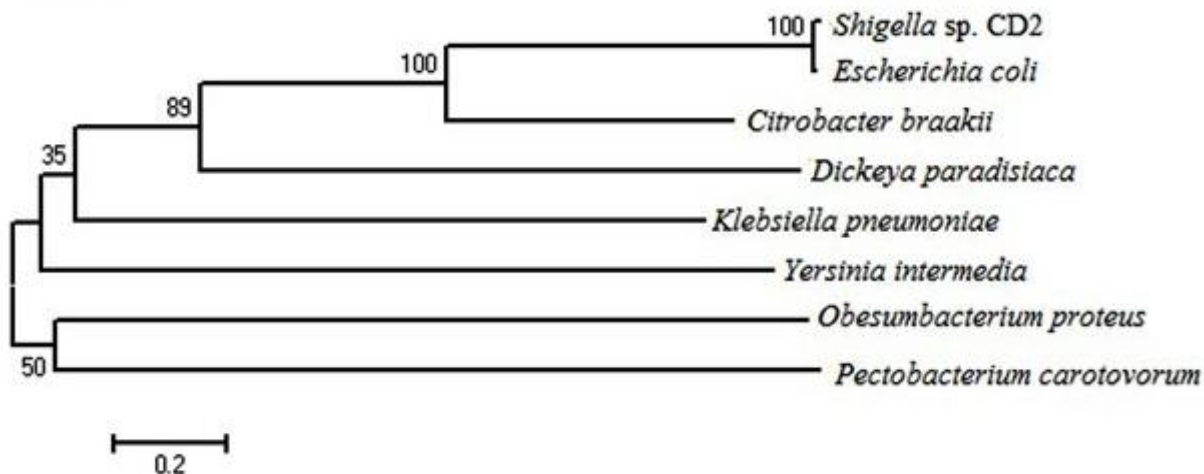 100 Shigella sp. CD2
Escherichia coli
100
Citrobacter braakii
89
Dickeya paradisiaca
35
Klebsiella pneumoniae
Yersinia intermedia
Obesumbacterium proteus
50
Pectobacterium carotovorum
0.2